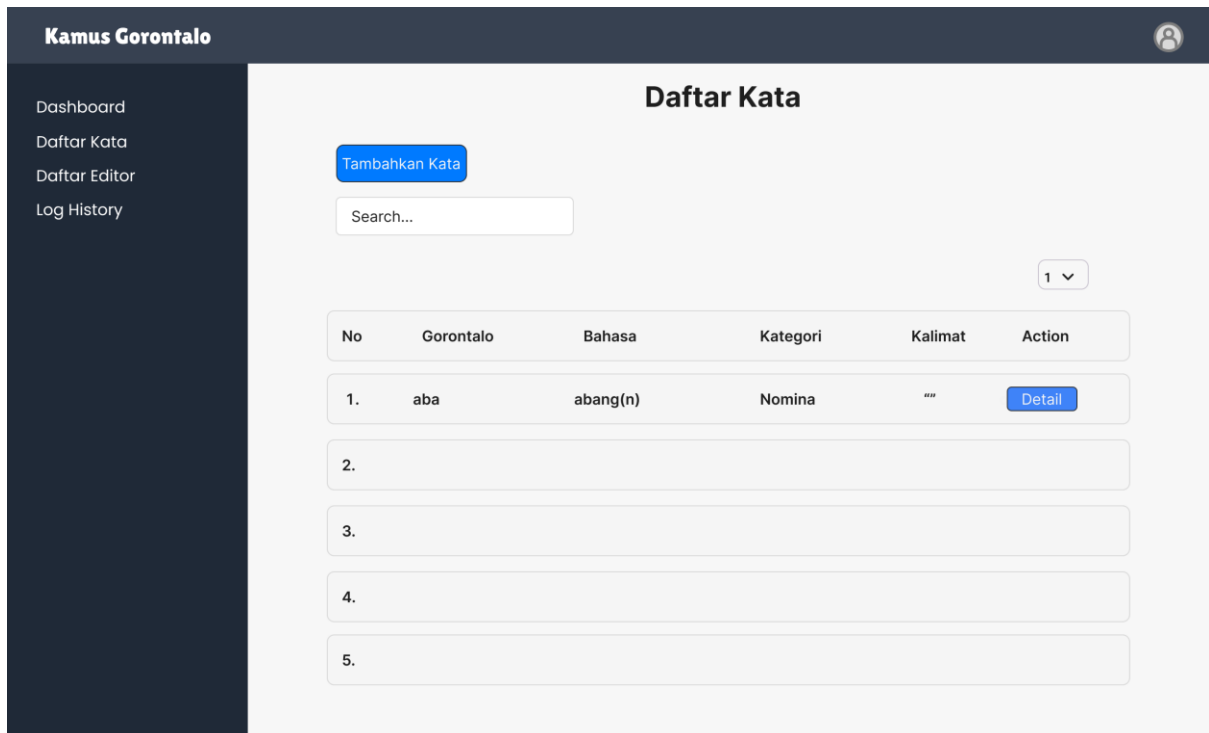 Kamus Gorontalo
Dashboard
Daftar Kata
Daftar Editor
Log History
Daftar Kata
Tambahkan Kata
Search...
1
No Gorontalo Bahasa Kategori Kalimat Action
1. aba abang(n) Nomina “” Detail
2.
3.
4.
5.